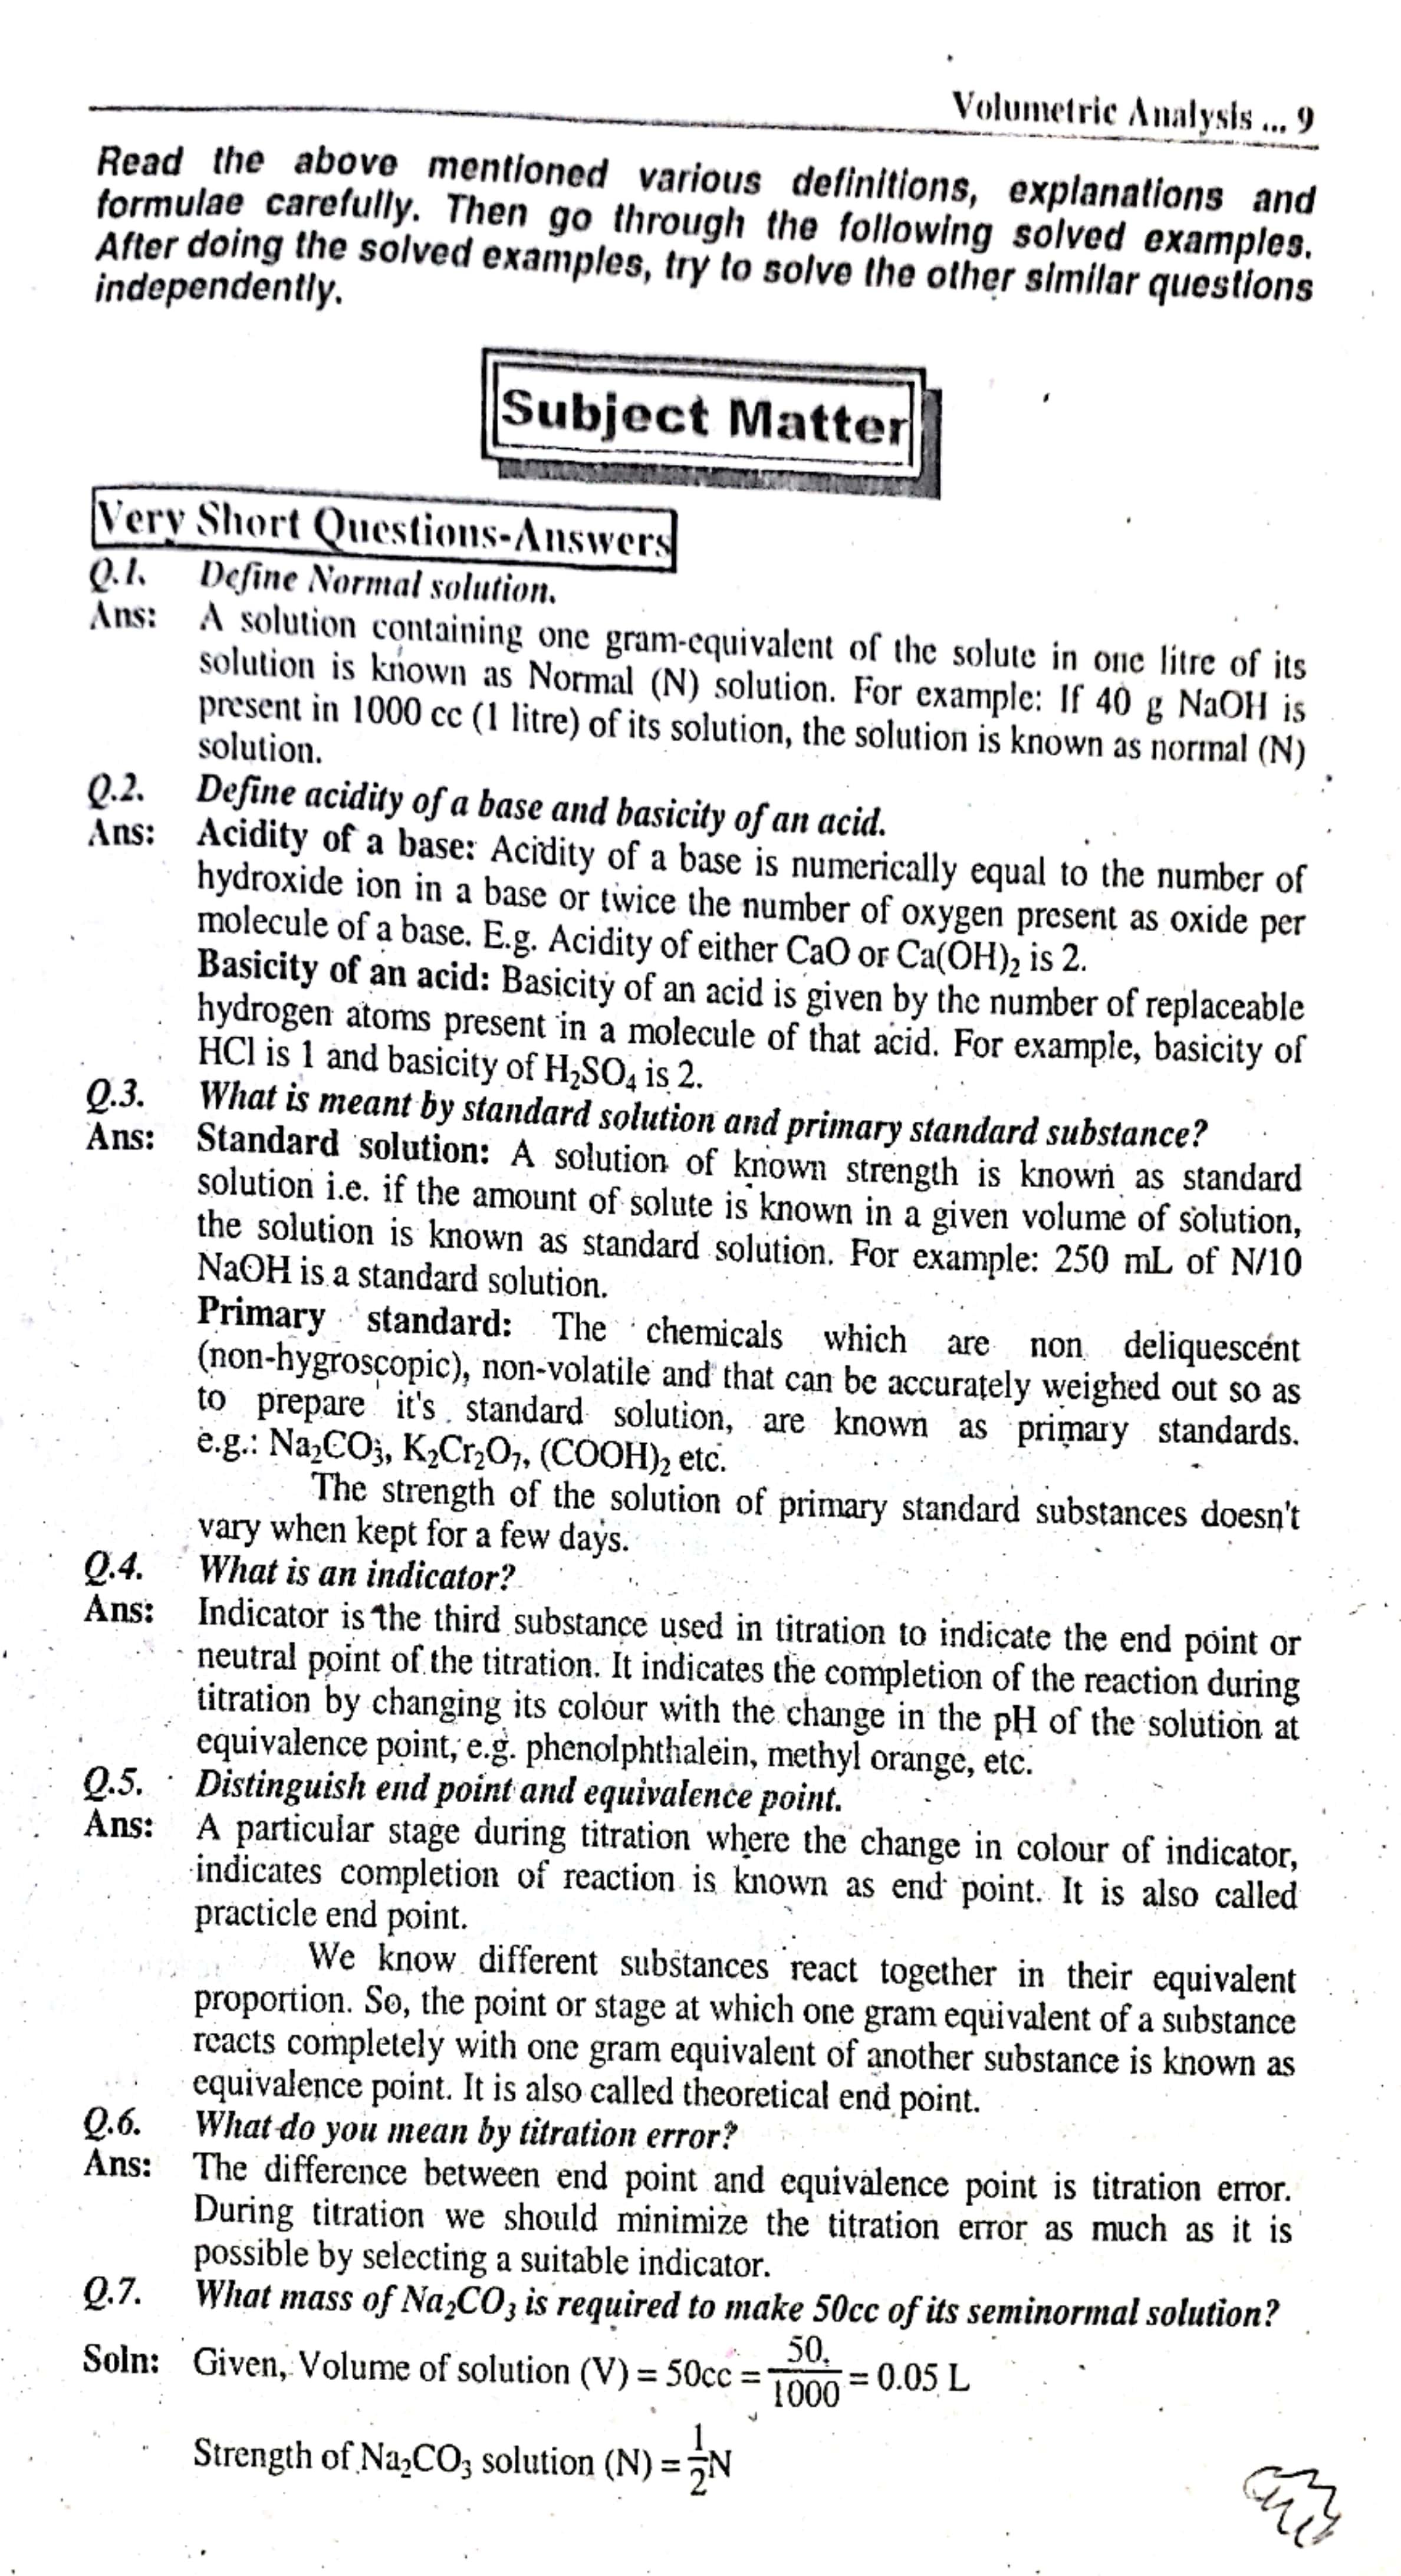 Volumetric Analysis ... 9
Read the above mentioned various definitions, explanations and
formulae carefully. Then go through the following solved examples.
After doing the solved examples, try to solve the other similar questions
independently.
Subject Matter
Very Short Questions-Answers
Q.1. Define Normal solution.
Ans: A solution containing one gram-equivalent of the solute in one litre of its
solution is known as Normal (N) solution. For example: If 40 g NaOH is
present in 1000 cc (1 litre) of its solution, the solution is known as normal (N)
solution.
Q.2. Define acidity of a base and basicity of an acid.
Ans: Acidity of a base: Acidity of a base is numerically equal to the number of
hydroxide ion in a base or twice the number of oxygen present as oxide per
molecule of a base. E.g. Acidity of either CaO or Ca(OH)₂ is 2.
Basicity of an acid: Basicity of an acid is given by the number of replaceable
hydrogen atoms present in a molecule of that acid. For example, basicity of
HCl is 1 and basicity of H₂SO₄ is 2.
Q.3. What is meant by standard solution and primary standard substance?
Ans: Standard solution: A solution of known strength is known as standard
solution i.e. if the amount of solute is known in a given volume of solution,
the solution is known as standard solution. For example: 250 mL of N/10
NaOH is a standard solution.
Primary standard: The chemicals which are non deliquescent
(non-hygroscopic), non-volatile and that can be accurately weighed out so as
to prepare it's standard solution, are known as primary standards.
e.g.: Na₂CO₃, K₂Cr₂O₇, (COOH)₂ etc.
The strength of the solution of primary standard substances doesn't
vary when kept for a few days.
Q.4. What is an indicator?
Ans: Indicator is the third substance used in titration to indicate the end point or
neutral point of the titration. It indicates the completion of the reaction during
titration by changing its colour with the change in the pH of the solution at
equivalence point, e.g. phenolphthalein, methyl orange, etc.
Q.5. Distinguish end point and equivalence point.
Ans: A particular stage during titration where the change in colour of indicator,
indicates completion of reaction is known as end point. It is also called
practicle end point.
We know different substances react together in their equivalent
proportion. So, the point or stage at which one gram equivalent of a substance
reacts completely with one gram equivalent of another substance is known as
equivalence point. It is also called theoretical end point.
Q.6. What do you mean by titration error?
Ans: The difference between end point and equivalence point is titration error.
During titration we should minimize the titration error as much as it is
possible by selecting a suitable indicator.
Q.7. What mass of Na₂CO₃ is required to make 50cc of its seminormal solution?
Soln: Given, Volume of solution (V) = 50cc = 50/1000 = 0.05 L
Strength of Na₂CO₃ solution (N) = 1/2 N